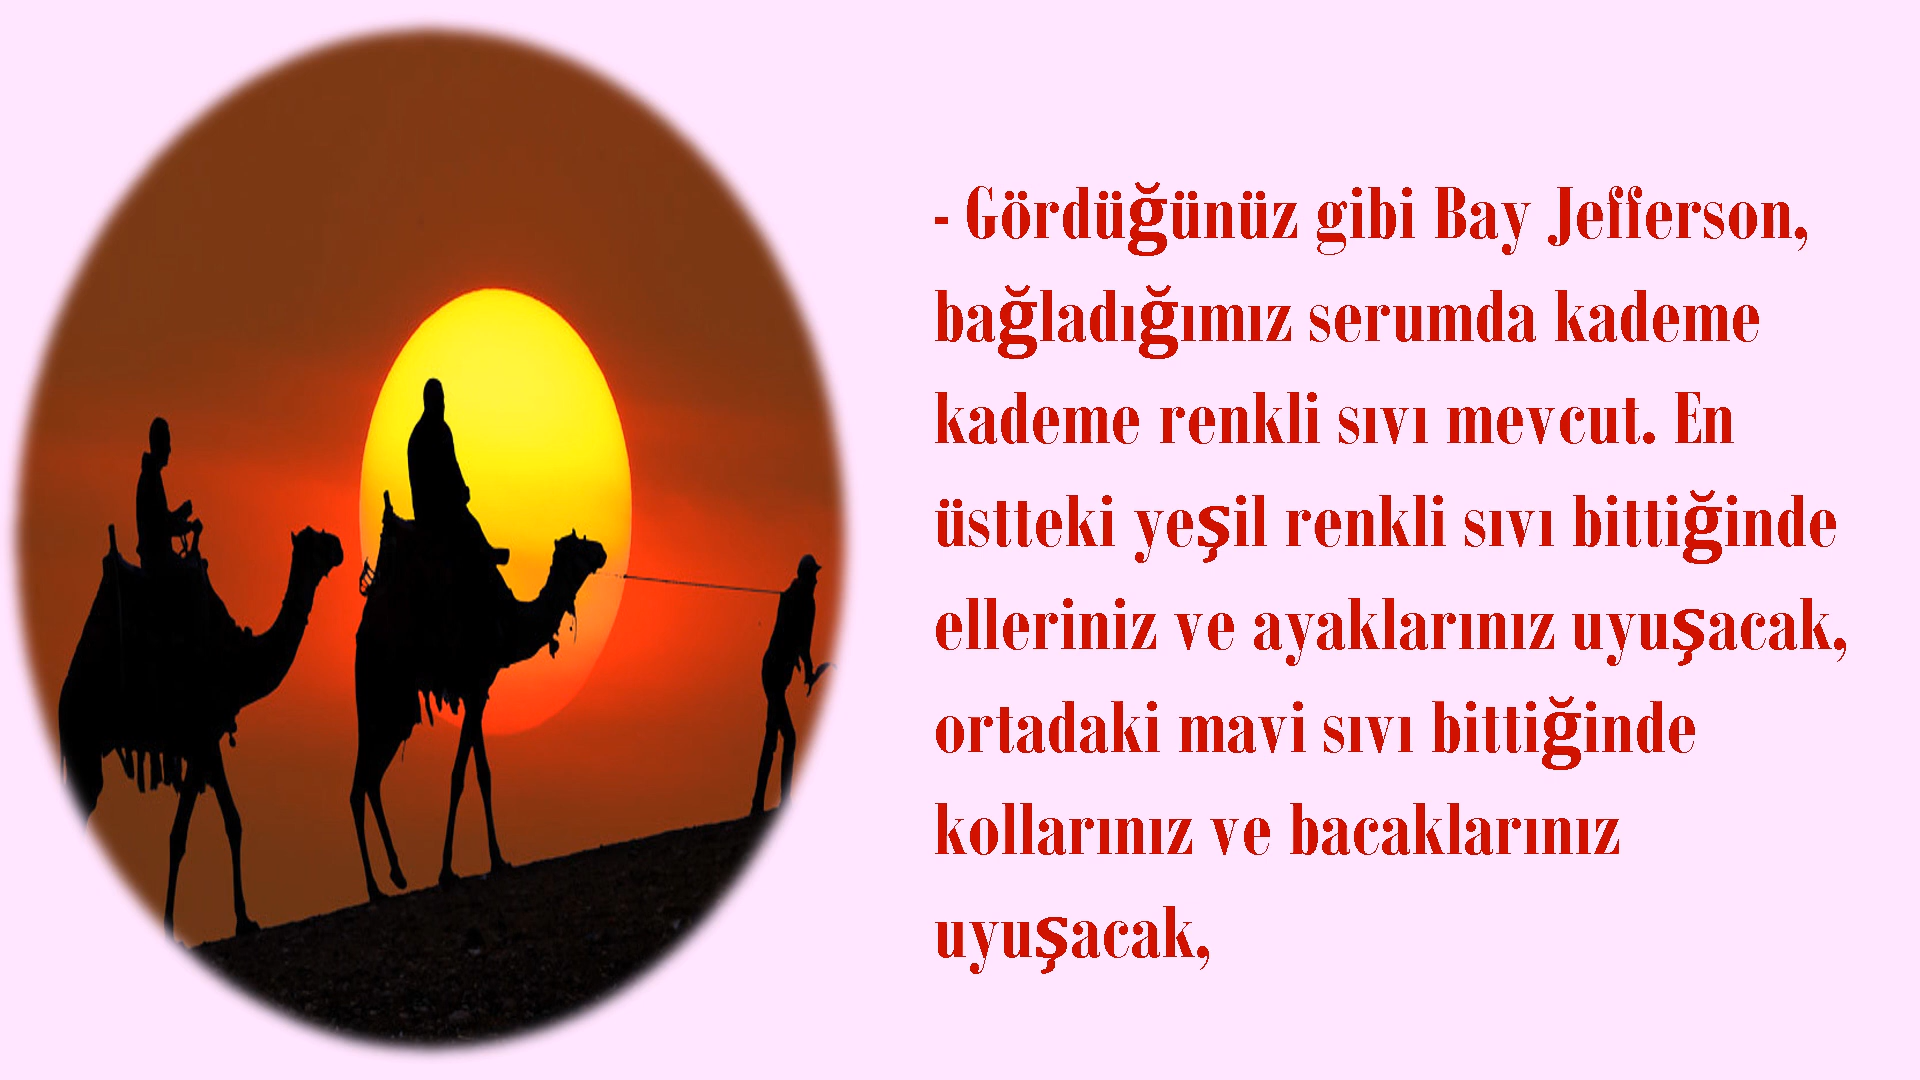 - Gördüğünüz gibi Bay Jefferson,
bağladığımız serumda kademe
kademe renkli sıvı mevcut. En
üstteki yeşil renkli sıvı bittiğinde
elleriniz ve ayaklarınız uyuşacak,
ortadaki mavi sıvı bittiğinde
kollarınız ve bacaklarınız
uyuşacak,